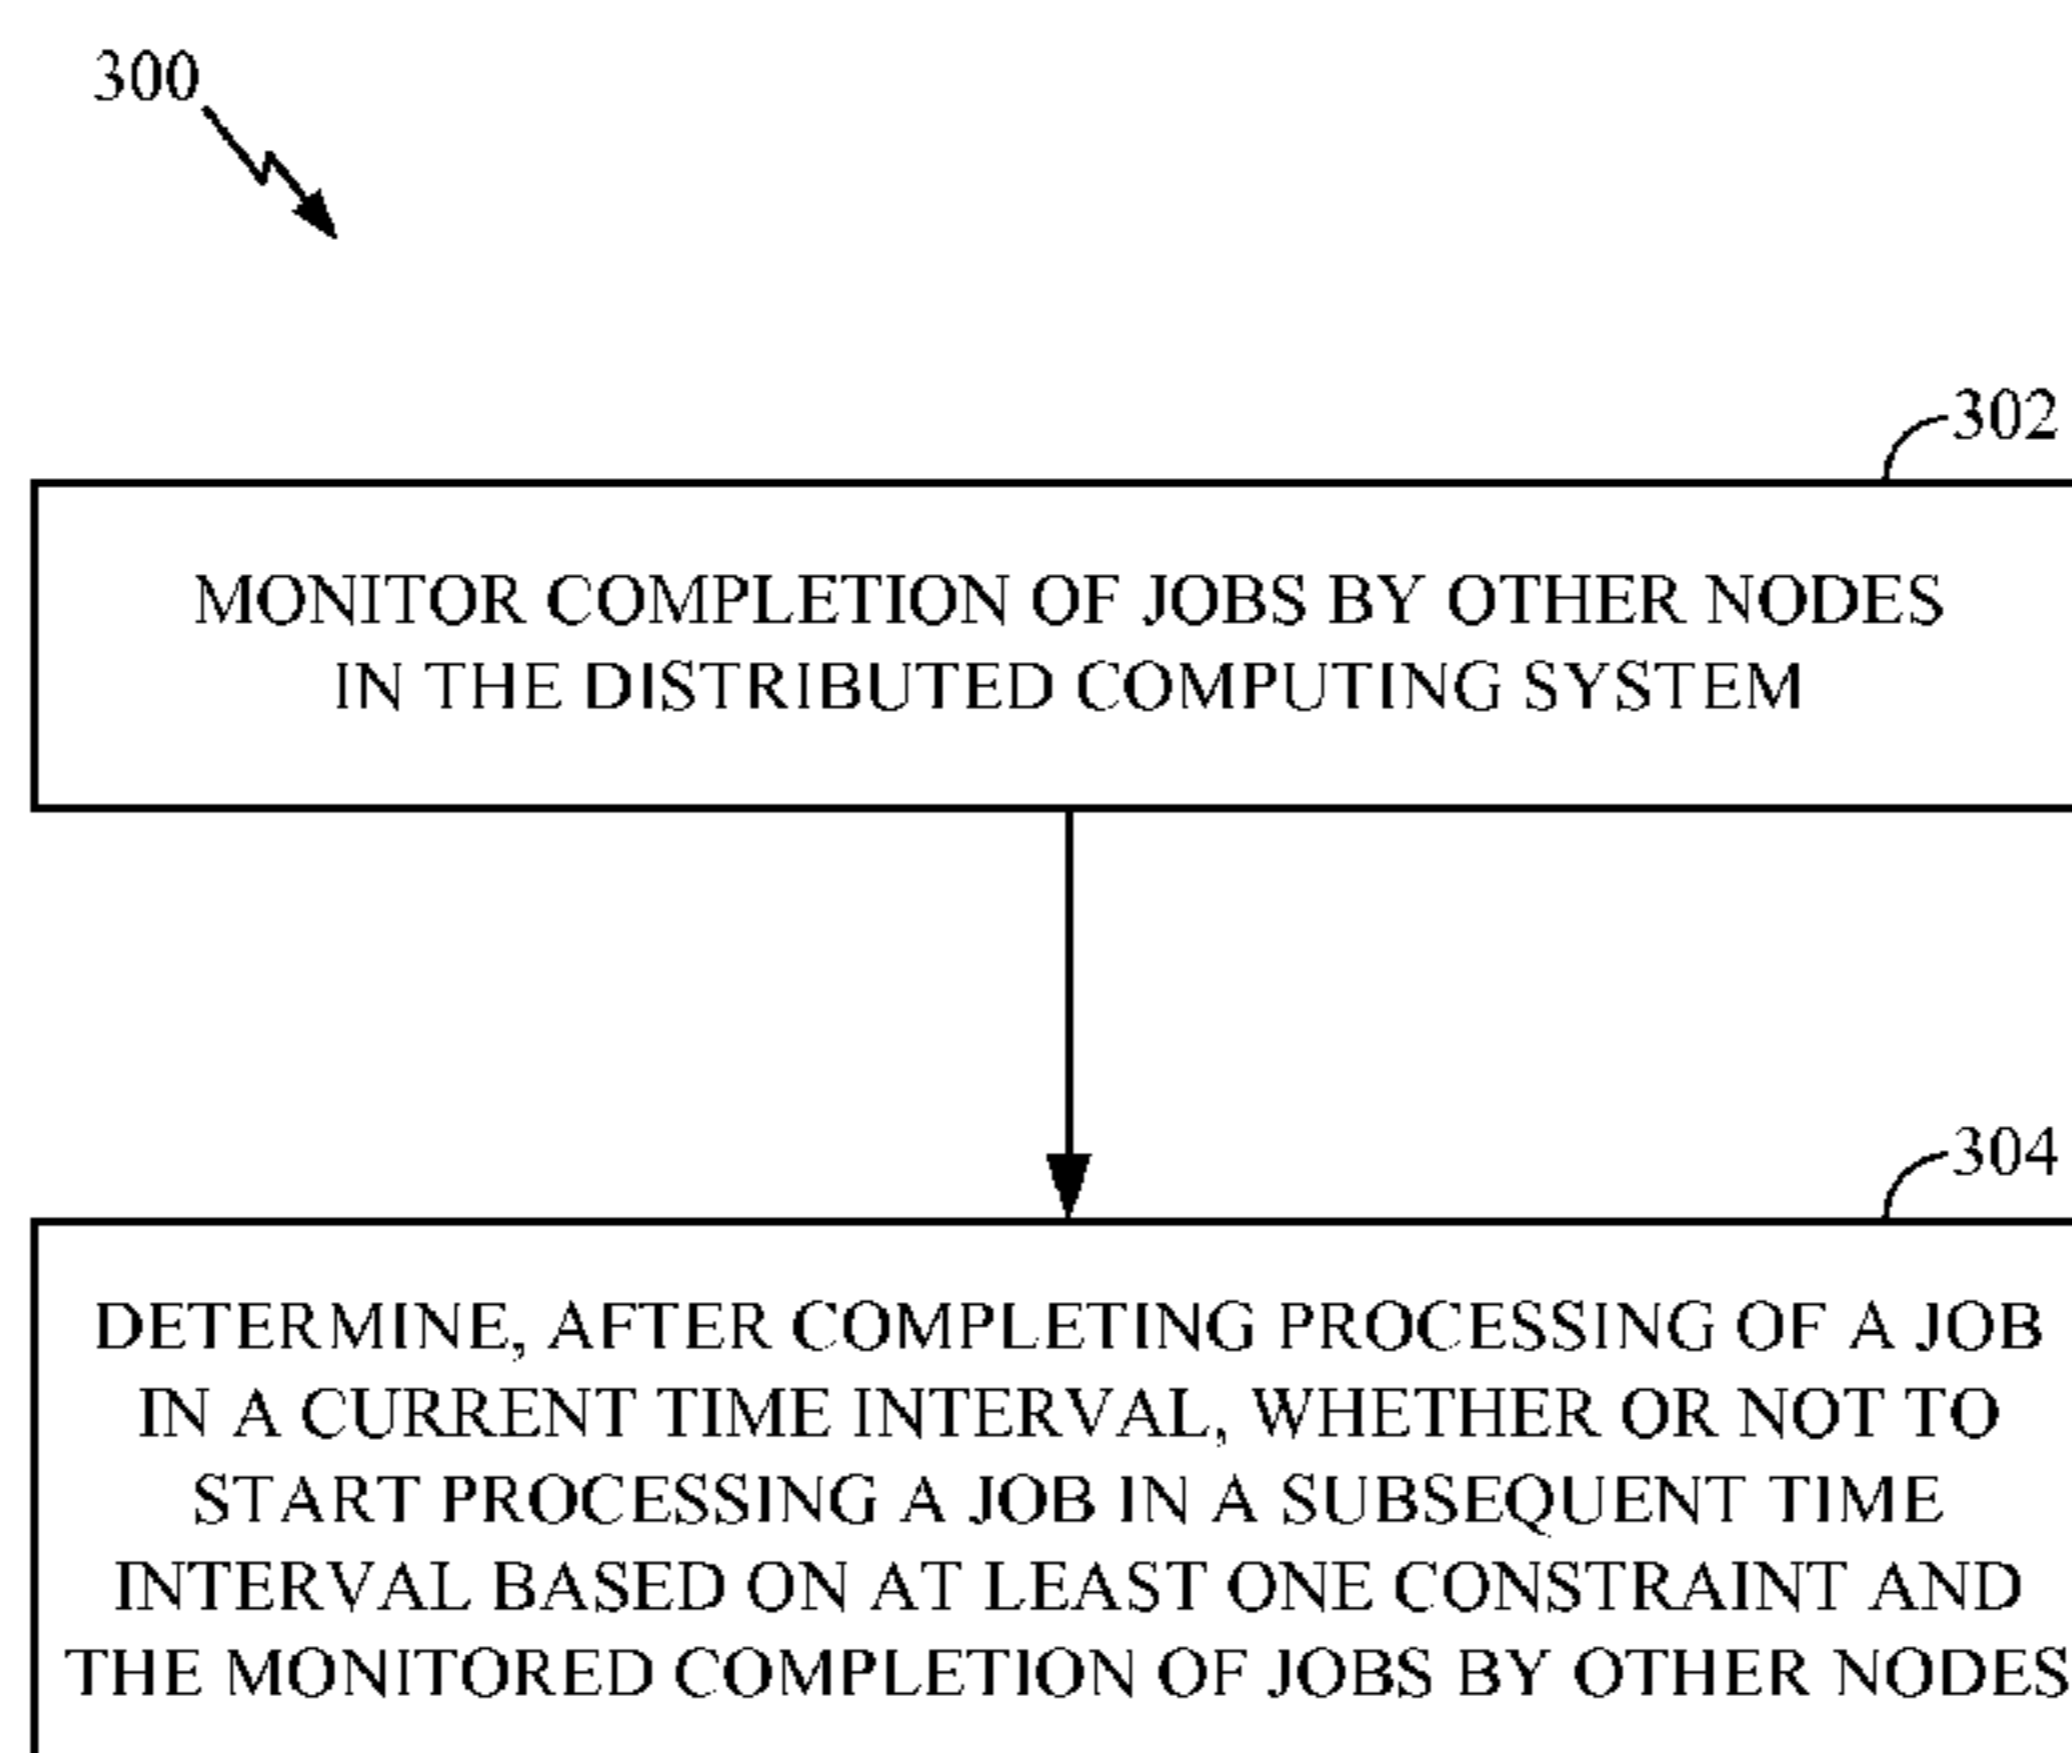 300
302
MONITOR COMPLETION OF JOBS BY OTHER NODES
IN THE DISTRIBUTED COMPUTING SYSTEM
304
DETERMINE, AFTER COMPLETING PROCESSING OF A JOB
IN A CURRENT TIME INTERVAL, WHETHER OR NOT TO
START PROCESSING A JOB IN A SUBSEQUENT TIME
INTERVAL BASED ON AT LEAST ONE CONSTRAINT AND
THE MONITORED COMPLETION OF JOBS BY OTHER NODES